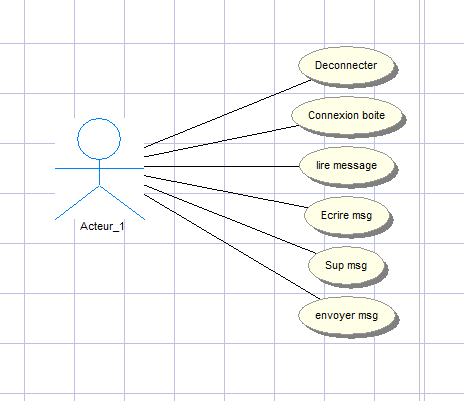 Deconnecter
Connexion boite
lire message
Ecrire msg
Sup msg
envoyer msg
Acteur_1